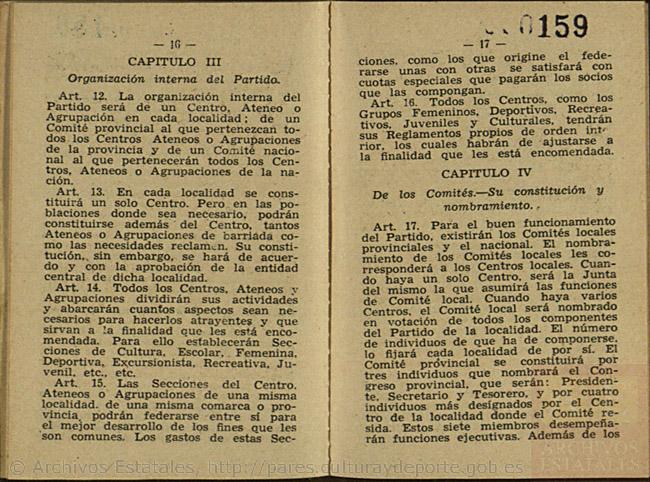 — 16 —
CAPITULO III
Organización interna del Partido.
Art. 12. La organización interna del
Partido será de un Centro, Ateneo o
Agrupación en cada localidad; de un
Comité provincial al que pertenezcan to-
dos los Centros Ateneos o Agrupaciones
de la provincia y de un Comité nacio-
nal al que pertenecerán todos los Cen-
tros, Ateneos o Agrupaciones de la na-
ción.
Art. 13. En cada localidad se cons-
tituirá un solo Centro. Pero en las po-
blaciones donde sea necesario, podrán
constituirse además del Centro, tantos
Ateneos o Agrupaciones de barriada co-
mo las necesidades reclamen. Su consti-
tución, sin embargo, se hará de acuer-
do y con la aprobación de la entidad
central de dicha localidad.
Art. 14. Todos los Centros, Ateneos y
Agrupaciones dividirán sus actividades
y abarcarán cuantos aspectos sean ne-
cesarios para hacerlos atrayentes y que
sirvan a la finalidad que les está enco-
mendada. Para ello establecerán Sec-
ciones de Cultura, Escolar, Femenina,
Deportiva, Excursionista, Recreativa, Ju-
venil, etc., etc.
Art. 15. Las Secciones del Centro,
Ateneos o Agrupaciones de una misma
localidad, de una misma comarca o pro-
vincia, podrán federarse entre sí para
el mejor desarrollo de los fines que les
son comunes. Los gastos de estas Sec-
0159
— 17 —
ciones, como los que origine el fede-
rarse unas con otras se satisfará con
cuotas especiales que pagarán los socios
que las compongan.
Art. 16. Todos los Centros, como los
Grupos Femeninos, Deportivos, Recrea-
tivos, Juveniles y Culturales, tendrán
sus Reglamentos propios de orden inte-
rior, los cuales habrán de ajustarse a
la finalidad que les está encomendada.
CAPITULO IV
De los Comités.—Su constitución y
nombramiento.
Art. 17. Para el buen funcionamiento
del Partido, existirán los Comités locales
provinciales y el nacional. El nombra-
miento de los Comités locales les co-
rresponderá a los Centros locales. Cuan-
do haya un solo Centro, será la Junta
del mismo la que asumirá las funciones
de Comité local. Cuando haya varios
Centros, el Comité local será nombrado
en votación de todos los componentes
del Partido de la localidad. El número
de individuos de que ha de componerse,
lo fijará cada localidad de por sí. El
Comité próvincial se constituirá por
tres individuos que nombrará el Con-
greso provincial, que serán: Presiden-
te, Secretario y Tesorero, y por cuatro
individuos más designados por el Cen-
tro de la localidad donde el Comité re-
sida. Estos siete miembros desempeña-
rán funciones ejecutivas. Además de los
© Archivos Estatales, http://pares.culturaydeporte.gob.es
ARCHIVOS
ESTATALES